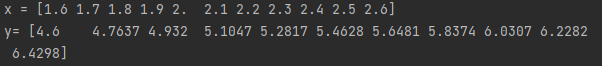 x = [1.6 1.7 1.8 1.9 2.  2.1 2.2 2.3 2.4 2.5 2.6]
y= [4.6    4.7637 4.932  5.1047 5.2817 5.4628 5.6481 5.8374 6.0307 6.2282
 6.4298]